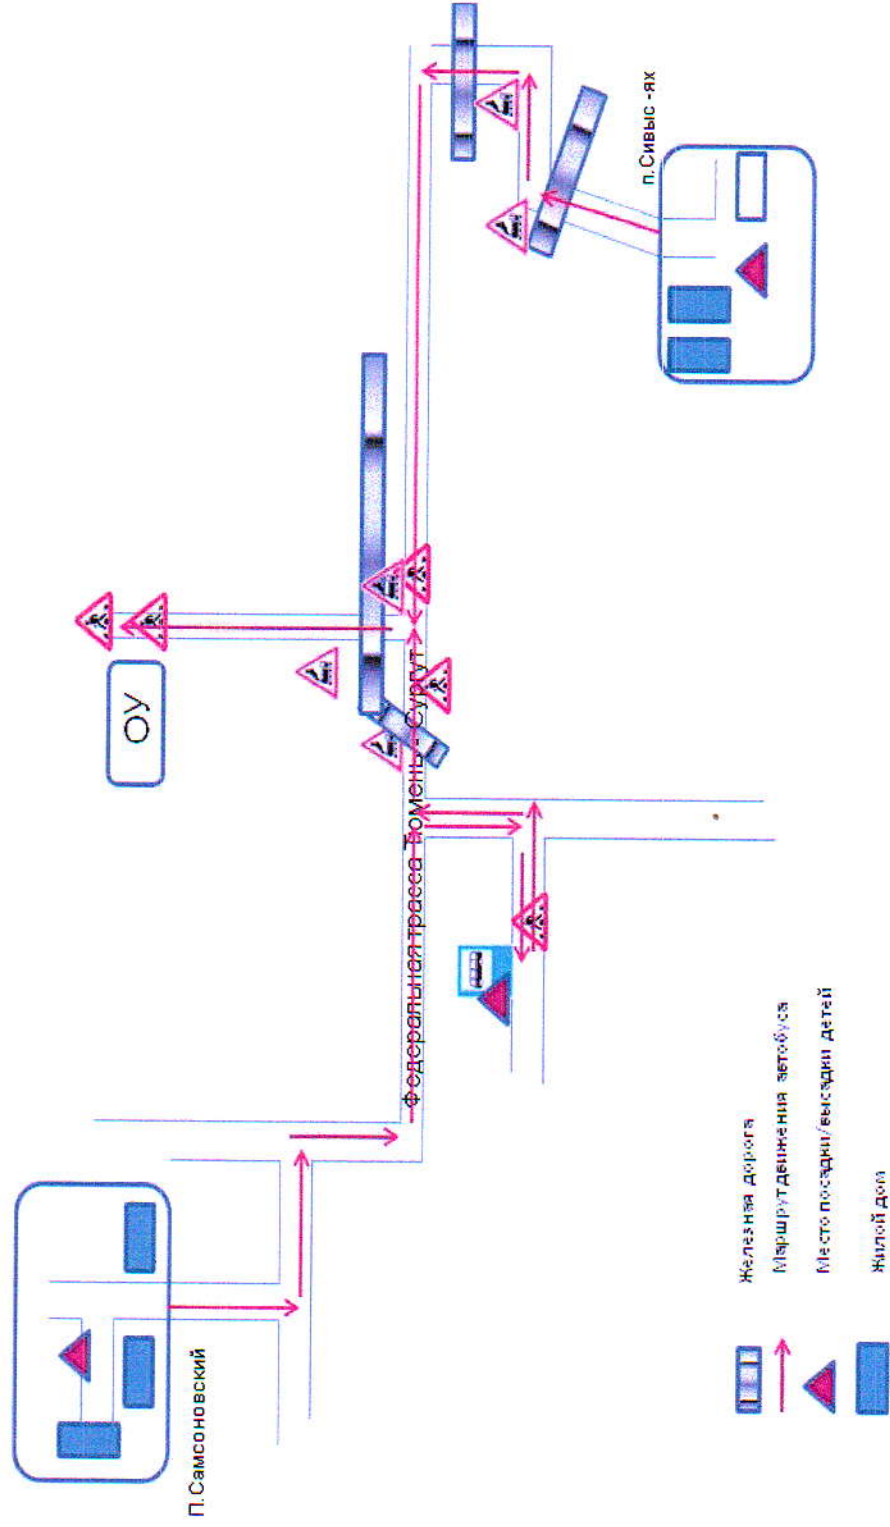 п.Сивыс -ях
ОУ
Федеральная трасса Тюмень - Сургут
П.Самсоновский
Железная дорога
Маршрут движения автобуса
Место посадки/высадки детей
Жилой дом